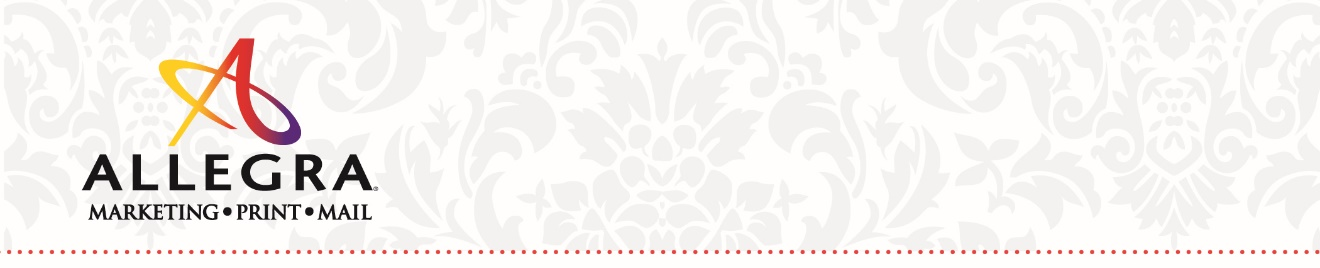 ALLEGRA®
MARKETING • PRINT • MAIL